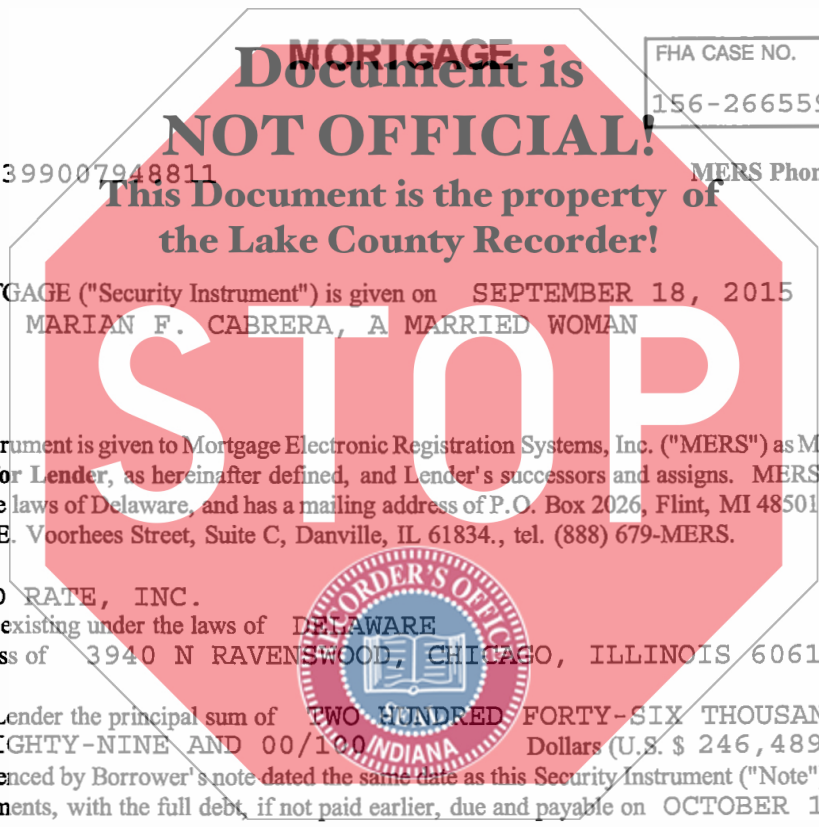 MORTGAGE
Document is
FHA CASE NO.
156-266559
NOT OFFICIAL!
399007948811
MERS Phon
This Document is the property of
the Lake County Recorder!
GAGE ("Security Instrument") is given on SEPTEMBER 18, 2015
MARIAN F. CABRERA, A MARRIED WOMAN
STOP
rument is given to Mortgage Electronic Registration Systems, Inc. ("MERS") as
or Lender, as hereinafter defined, and Lender's successors and assigns. MERS
e laws of Delaware, and has a mailing address of P.O. Box 2026, Flint, MI 48501
E. Voorhees Street, Suite C, Danville, IL 61834., tel. (888) 679-MERS.
RATE, INC.
existing under the laws of DELAWARE
ss of 3940 N RAVENSWOOD, CHICAGO, ILLINOIS 6061
Lender the principal sum of TWO HUNDRED FORTY-SIX THOUSAN
IGHTY-NINE AND 00/100 Dollars (U.S. $ 246,489
enced by Borrower's note dated the same date as this Security Instrument ("Note"
ments, with the full debt, if not paid earlier, due and payable on OCTOBER 1
RECORDER'S OFFICE
SEAL
INDIANA